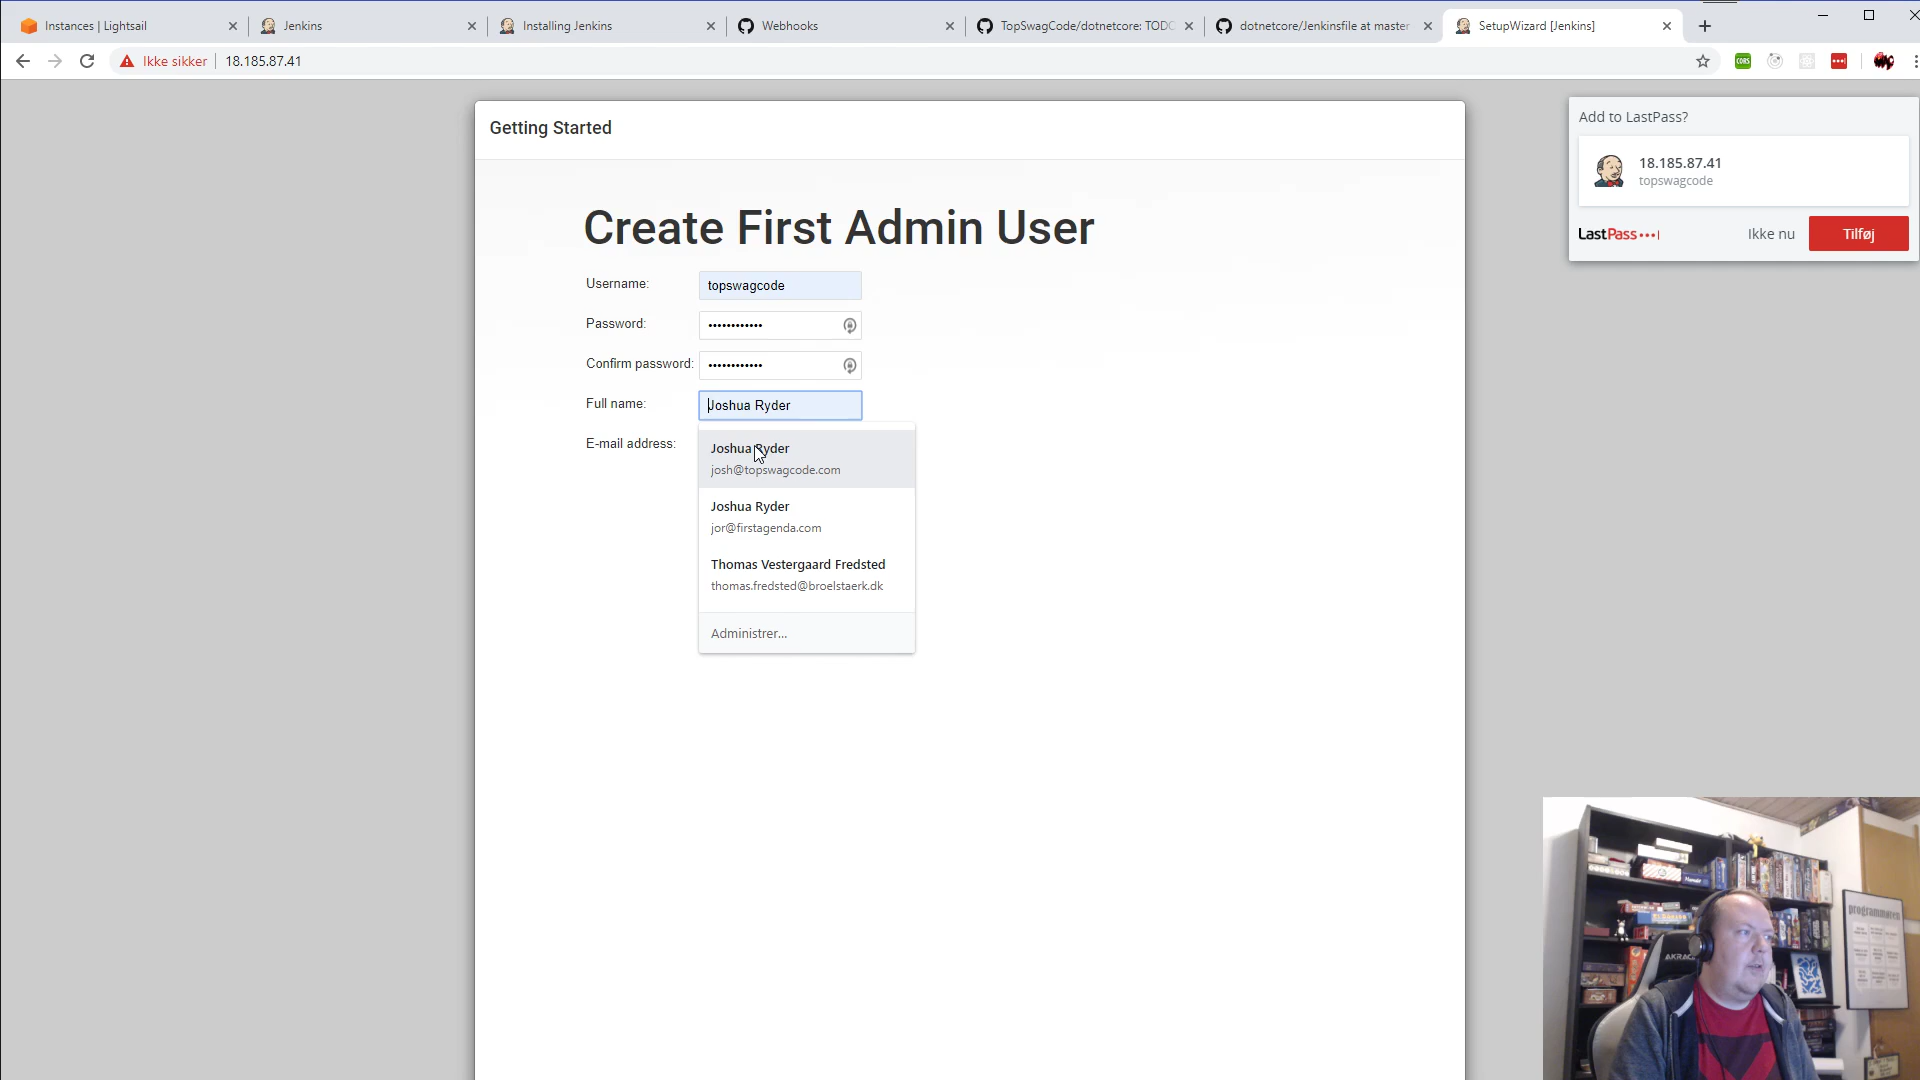 Instances | Lightsail
Jenkins
Installing Jenkins
Webhooks
TopSwagCode/dotnetcore: TODO
dotnetcore/Jenkinsfile at master
SetupWizard [Jenkins]
Ikke sikker
18.185.87.41
CORS
Getting Started
Create First Admin User
Username:
topswagcode
Password:
••••••••••••
Confirm password:
••••••••••••
Full name:
Joshua Ryder
E-mail address:
Joshua Ryder
josh@topswagcode.com
Joshua Ryder
jor@firstagenda.com
Thomas Vestergaard Fredsted
thomas.fredsted@broelstaerk.dk
Administrer...
Add to LastPass?
18.185.87.41
topswagcode
LastPass
Ikke nu
Tilføj
programmøren
AKRACI